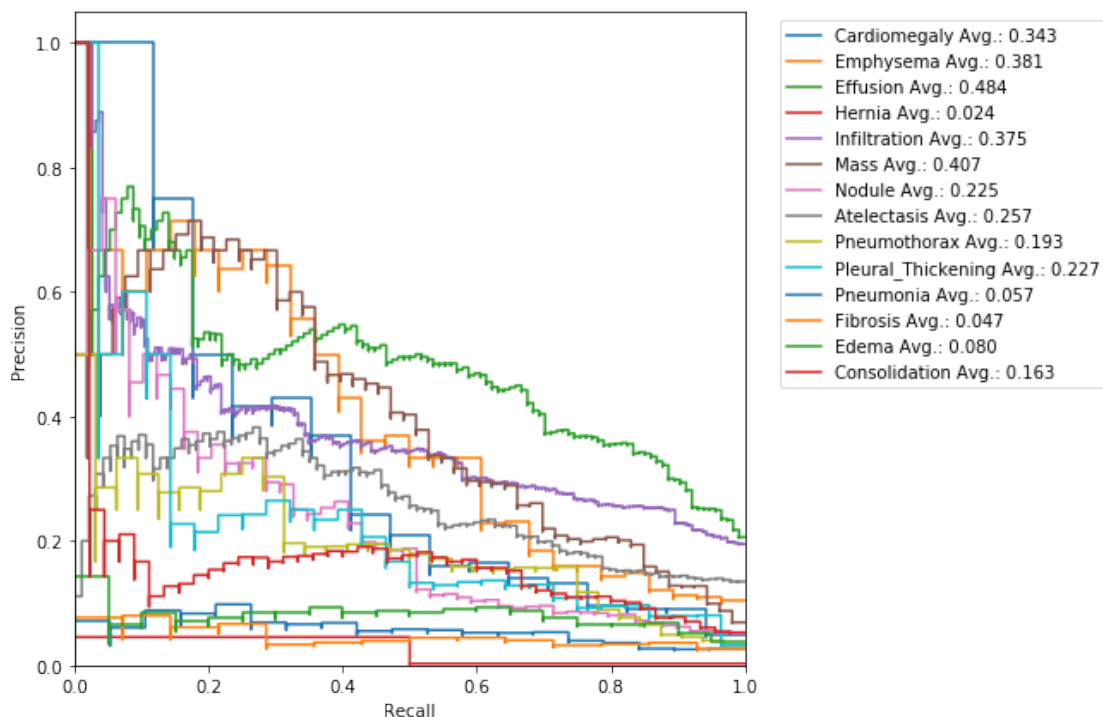 1.0
0.8
0.6
0.4
0.2
0.0
Precision
0.0 0.2 0.4 0.6 0.8 1.0
Recall
Cardiomegaly Avg.: 0.343
Emphysema Avg.: 0.381
Effusion Avg.: 0.484
Hernia Avg.: 0.024
Infiltration Avg.: 0.375
Mass Avg.: 0.407
Nodule Avg.: 0.225
Atelectasis Avg.: 0.257
Pneumothorax Avg.: 0.193
Pleural_Thickening Avg.: 0.227
Pneumonia Avg.: 0.057
Fibrosis Avg.: 0.047
Edema Avg.: 0.080
Consolidation Avg.: 0.163